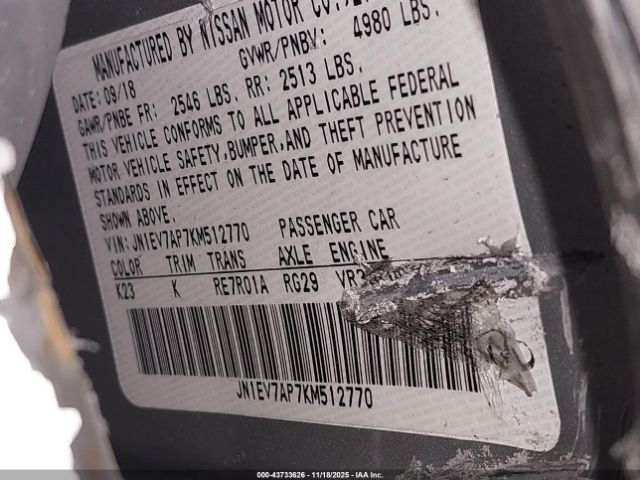 MANUFACTURED BY NISSAN MOTOR CO.
GVWR/PNBV: 4980 LBS.
DATE: 09/18
GAWR/PNBE FR: 2546 LBS. RR: 2513 LBS.
THIS VEHICLE CONFORMS TO ALL APPLICABLE FEDERAL
MOTOR VEHICLE SAFETY, BUMPER, AND THEFT PREVENTION
STANDARDS IN EFFECT ON THE DATE OF MANUFACTURE
SHOWN ABOVE.
VIN: JN1EV7AP7KM512770 PASSENGER CAR
COLOR TRIM TRANS AXLE ENGINE
K23 K RE7R01A RG29
JN1EV7AP7KM512770
000-43733626 - 11/18/2025 - IAA Inc.